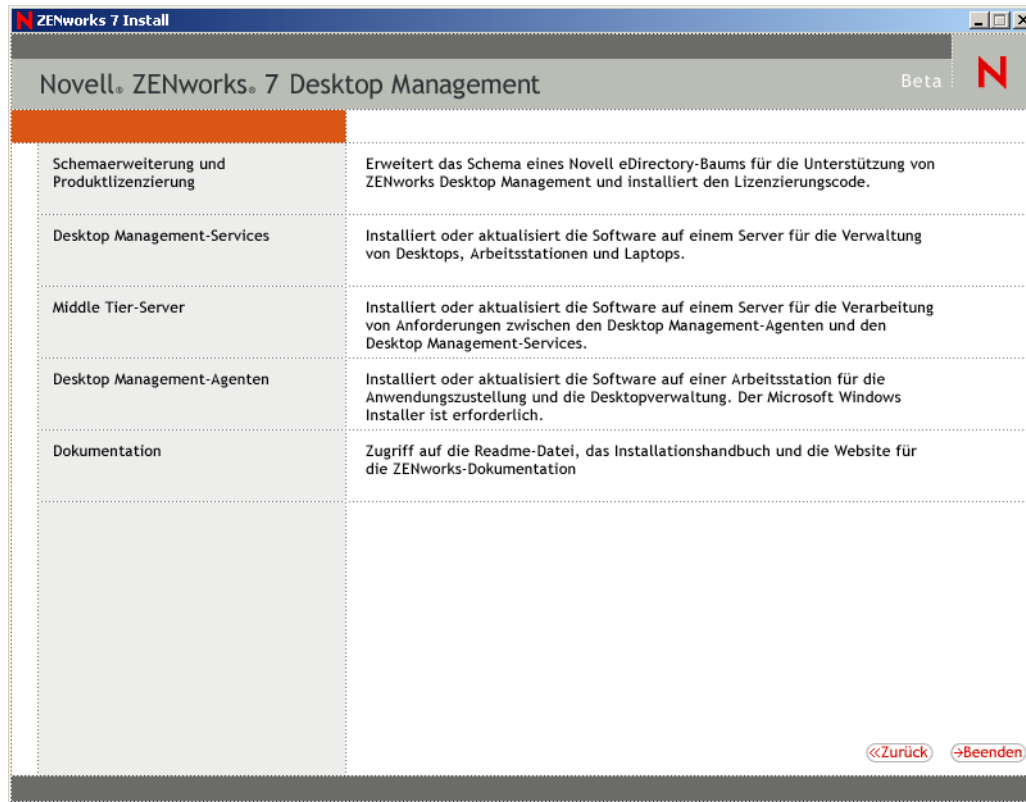 ZENworks 7 Install
Novell® ZENworks® 7 Desktop Management
Beta
N
Schemaerweiterung und
Produktlizenzierung
Erweitert das Schema eines Novell eDirectory-Baums für die Unterstützung von
ZENworks Desktop Management und installiert den Lizenzierungscode.
Desktop Management-Services
Installiert oder aktualisiert die Software auf einem Server für die Verwaltung
von Desktops, Arbeitsstationen und Laptops.
Middle Tier-Server
Installiert oder aktualisiert die Software auf einem Server für die Verarbeitung
von Anforderungen zwischen den Desktop Management-Agenten und den
Desktop Management-Services.
Desktop Management-Agenten
Installiert oder aktualisiert die Software auf einer Arbeitsstation für die
Anwendungszustellung und die Desktopverwaltung. Der Microsoft Windows
Installer ist erforderlich.
Dokumentation
Zugriff auf die Readme-Datei, das Installationshandbuch und die Website für
die ZENworks-Dokumentation
«Zurück
→Beenden